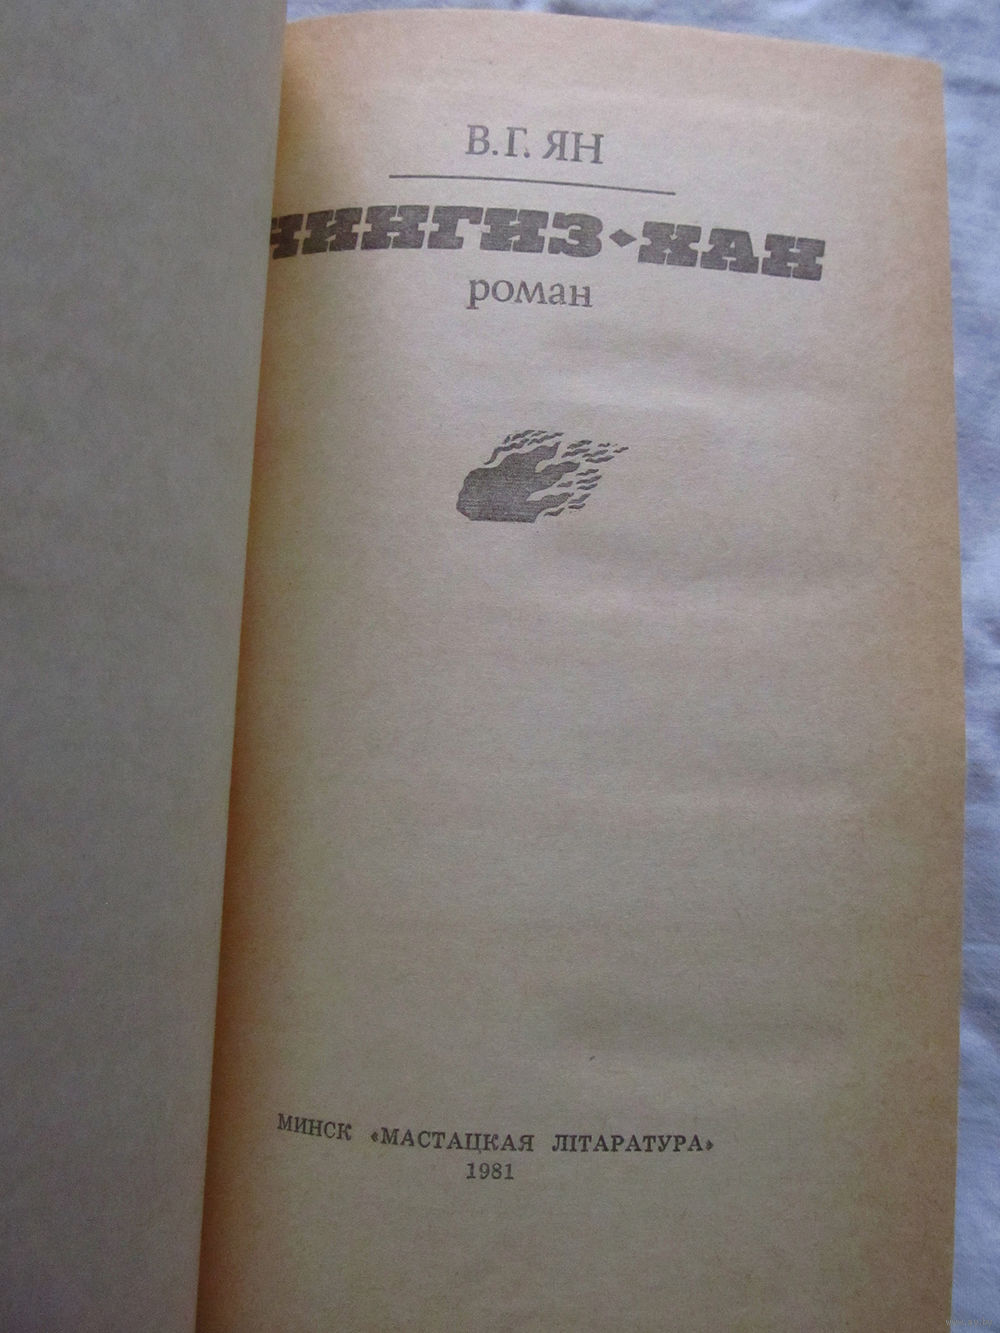 В. Г. ЯН
ЧИНГИЗ-ХАН
роман
МИНСК «МАСТАЦКАЯ ЛІТАРАТУРА»
1981